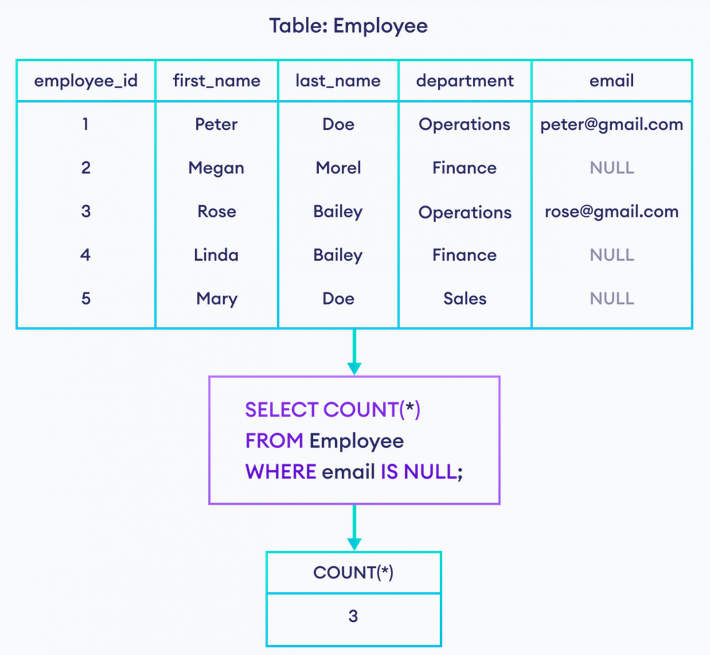 Table: Employee
employee_id first_name last_name department email
1 Peter Doe Operations peter@gmail.com
2 Megan Morel Finance NULL
3 Rose Bailey Operations rose@gmail.com
4 Linda Bailey Finance NULL
5 Mary Doe Sales NULL
SELECT COUNT(*)
FROM Employee
WHERE email IS NULL;
COUNT(*)
3